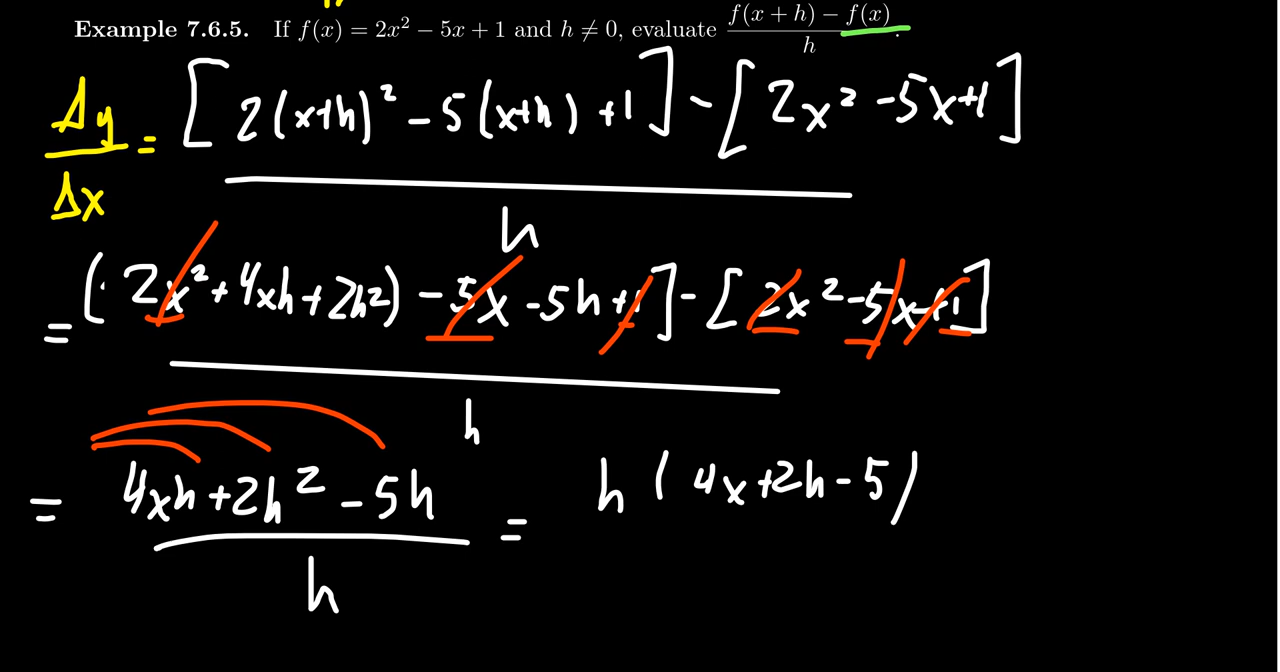 Example 7.6.5. If f(x) = 2x² − 5x + 1 and h ≠ 0, evaluate (f(x + h) − f(x))/h.
Δy/Δx = [2(x+h)² − 5(x+h) + 1] − [2x² − 5x + 1]
h
= (2x² + 4xh + 2h²) − 5x − 5h + 1] − [2x² − 5x + 1]
h
= 4xh + 2h² − 5h = h(4x + 2h − 5)
h